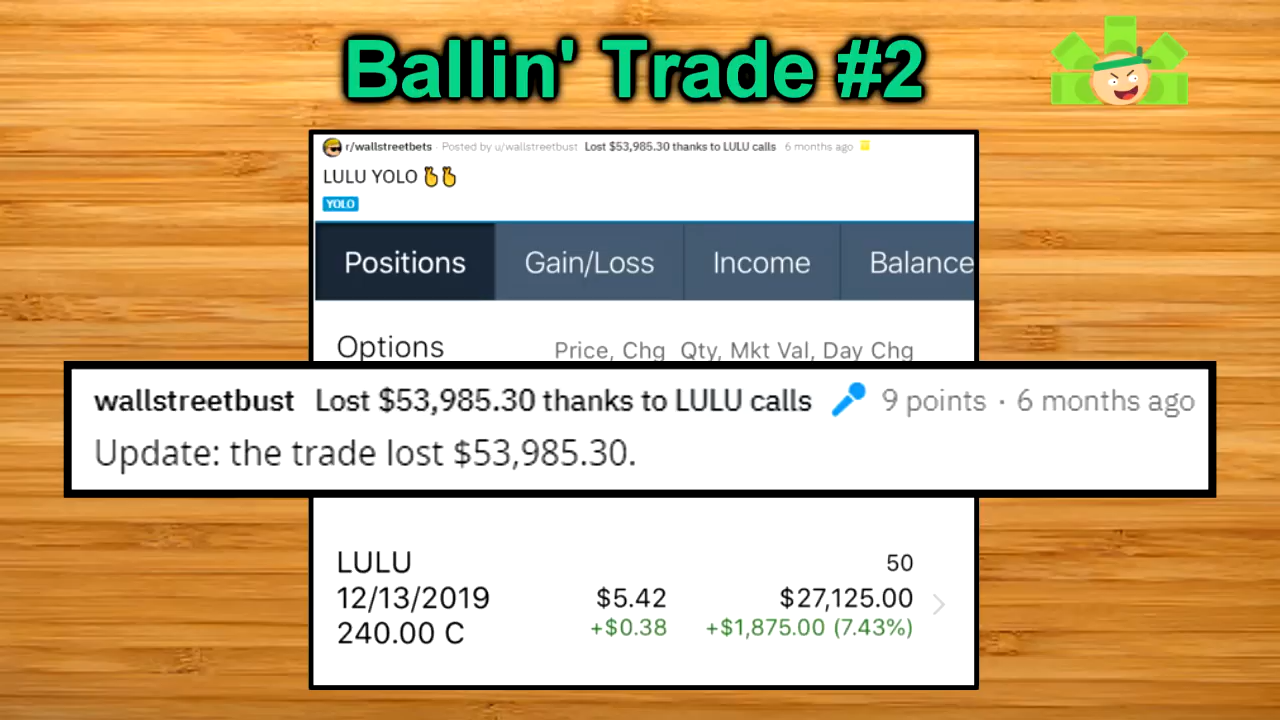 Ballin' Trade #2
r/wallstreetbets · Posted by u/wallstreetbust Lost $53,985.30 thanks to LULU calls 6 months ago
LULU YOLO 🤞🤞
YOLO
Positions Gain/Loss Income Balance
Options Price, Chg Qty, Mkt Val, Day Chg
wallstreetbust Lost $53,985.30 thanks to LULU calls 🎤 9 points · 6 months ago
Update: the trade lost $53,985.30.
LULU 50
12/13/2019 $5.42 $27,125.00
240.00 C +$0.38 +$1,875.00 (7.43%)